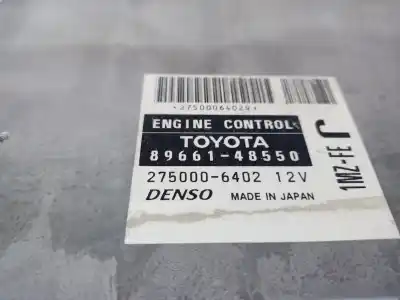 *27500064029*
ENGINE CONTROL
TOYOTA
89661-48550
275000-6402 12V
DENSO MADE IN JAPAN
1MZ-FE